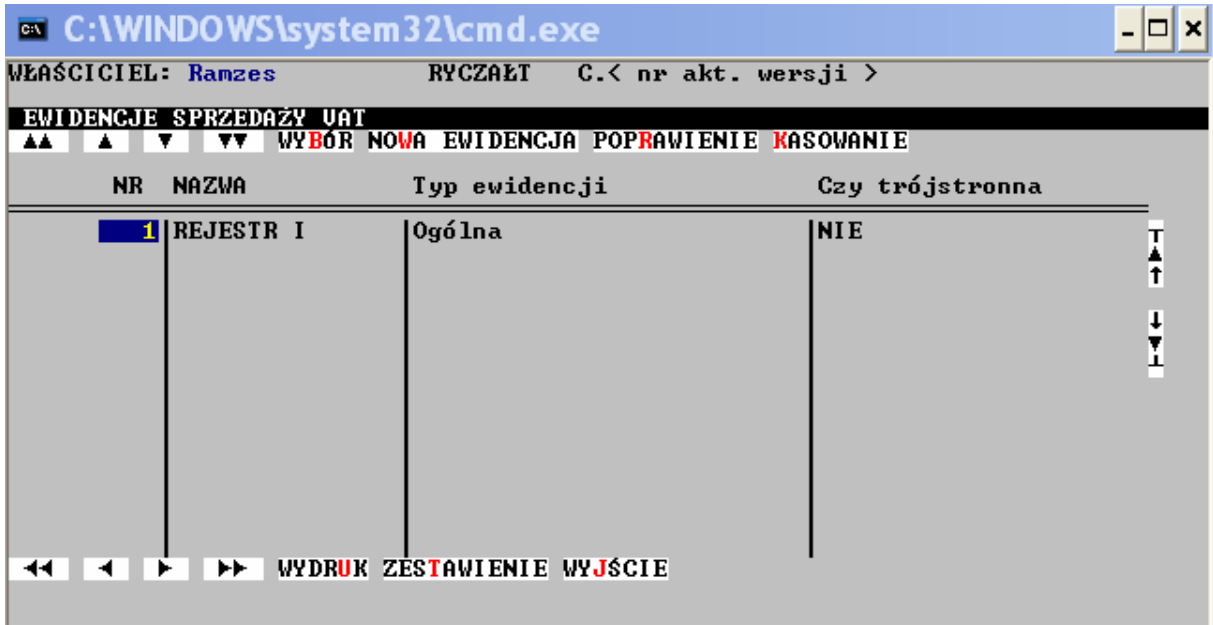 C:\WINDOWS\system32\cmd.exe
WŁAŚCICIEL: Ramzes RYCZAŁT C.< nr akt. wersji >
EWIDENCJE SPRZEDAŻY VAT
WYBÓR NOWA EWIDENCJA POPRAWIENIE KASOWANIE
NR NAZWA Typ ewidencji Czy trójstronna
1 REJESTR I Ogólna NIE
WYDRUK ZESTAWIENIE WYJŚCIE